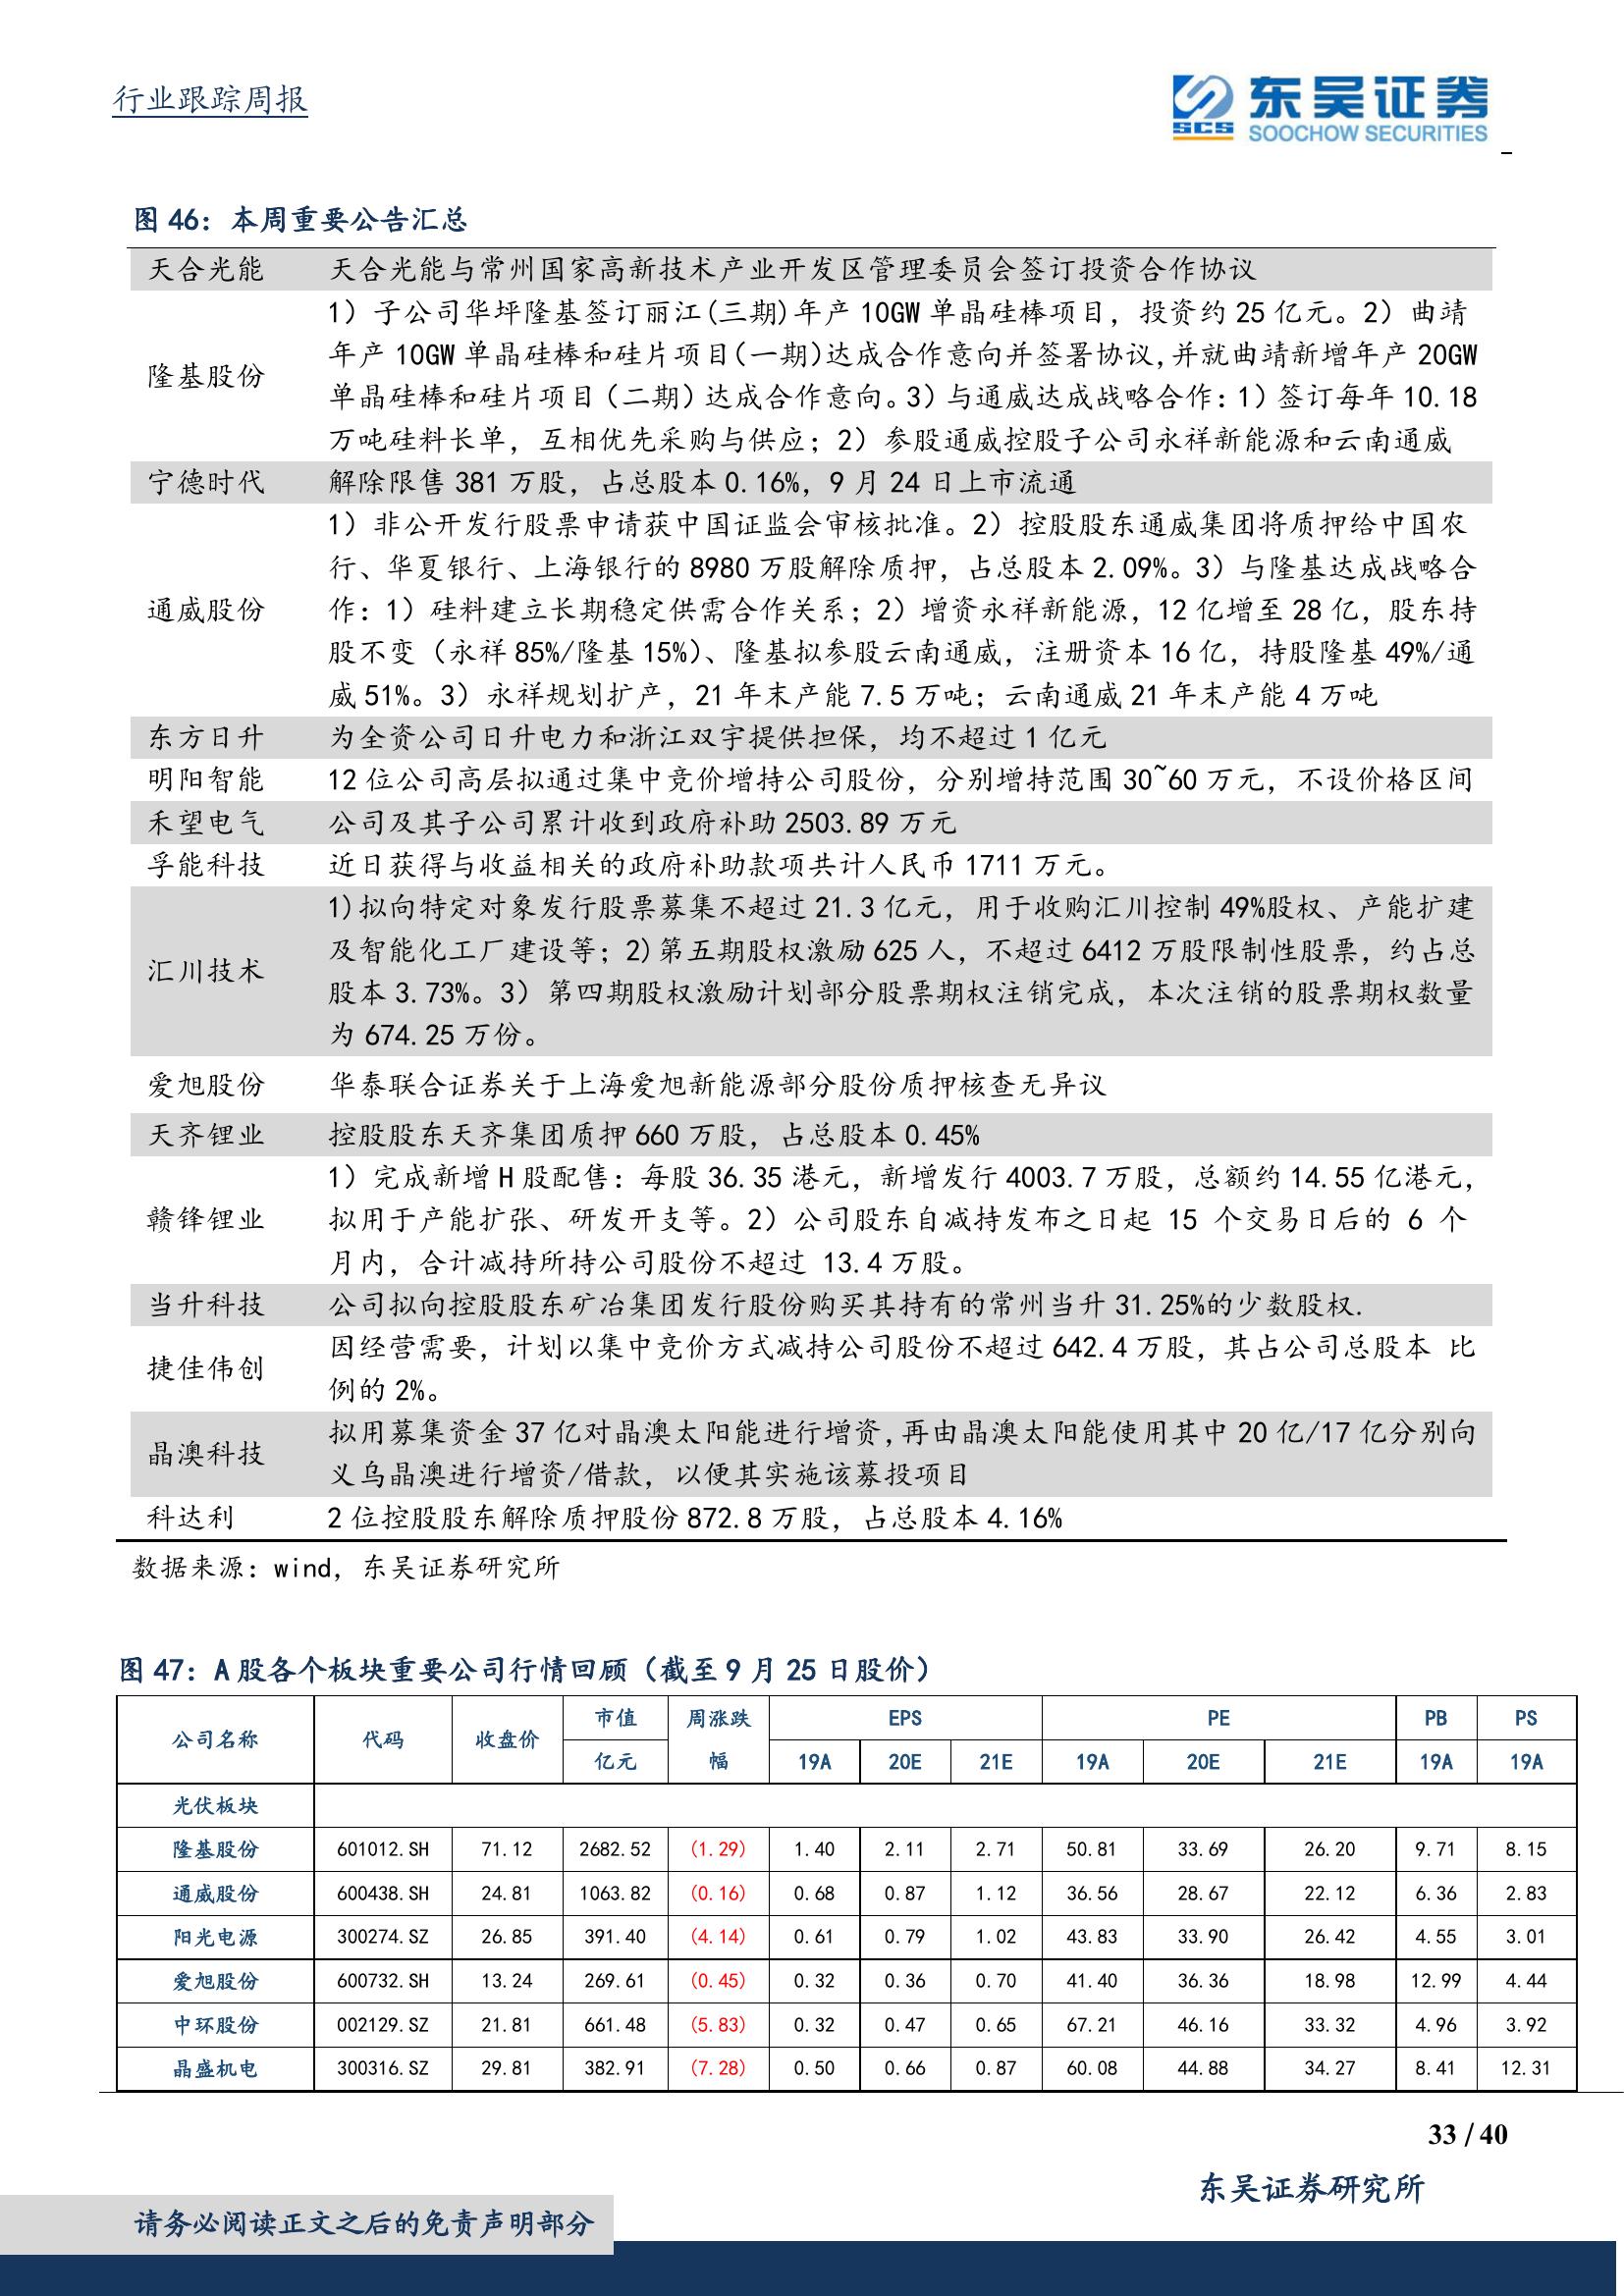 行业跟踪周报
SCS 东吴证券
SOOCHOW SECURITIES
图 46：本周重要公告汇总
天合光能 天合光能与常州国家高新技术产业开发区管理委员会签订投资合作协议
隆基股份
1）子公司华坪隆基签订丽江(三期)年产 10GW 单晶硅棒项目，投资约 25 亿元。2）曲靖
年产 10GW 单晶硅棒和硅片项目(一期)达成合作意向并签署协议,并就曲靖新增年产 20GW
单晶硅棒和硅片项目（二期）达成合作意向。3）与通威达成战略合作：1）签订每年 10.18
万吨硅料长单，互相优先采购与供应；2）参股通威控股子公司永祥新能源和云南通威
宁德时代 解除限售 381 万股，占总股本 0.16%，9 月 24 日上市流通
通威股份
1）非公开发行股票申请获中国证监会审核批准。2）控股股东通威集团将质押给中国农
行、华夏银行、上海银行的 8980 万股解除质押，占总股本 2.09%。3）与隆基达成战略合
作：1）硅料建立长期稳定供需合作关系；2）增资永祥新能源，12 亿增至 28 亿，股东持
股不变（永祥 85%/隆基 15%）、隆基拟参股云南通威，注册资本 16 亿，持股隆基 49%/通
威 51%。3）永祥规划扩产，21 年末产能 7.5 万吨；云南通威 21 年末产能 4 万吨
东方日升 为全资公司日升电力和浙江双宇提供担保，均不超过 1 亿元
明阳智能 12 位公司高层拟通过集中竞价增持公司股份，分别增持范围 30~60 万元，不设价格区间
禾望电气 公司及其子公司累计收到政府补助 2503.89 万元
孚能科技 近日获得与收益相关的政府补助款项共计人民币 1711 万元。
汇川技术
1)拟向特定对象发行股票募集不超过 21.3 亿元，用于收购汇川控制 49%股权、产能扩建
及智能化工厂建设等；2)第五期股权激励 625 人，不超过 6412 万股限制性股票，约占总
股本 3.73%。3）第四期股权激励计划部分股票期权注销完成，本次注销的股票期权数量
为 674.25 万份。
爱旭股份 华泰联合证券关于上海爱旭新能源部分股份质押核查无异议
天齐锂业 控股股东天齐集团质押 660 万股，占总股本 0.45%
赣锋锂业
1）完成新增 H 股配售：每股 36.35 港元，新增发行 4003.7 万股，总额约 14.55 亿港元，
拟用于产能扩张、研发开支等。2）公司股东自减持发布之日起 15 个交易日后的 6 个
月内，合计减持所持公司股份不超过 13.4 万股。
当升科技 公司拟向控股股东矿冶集团发行股份购买其持有的常州当升 31.25%的少数股权.
捷佳伟创
因经营需要，计划以集中竞价方式减持公司股份不超过 642.4 万股，其占公司总股本 比
例的 2%。
晶澳科技
拟用募集资金 37 亿对晶澳太阳能进行增资,再由晶澳太阳能使用其中 20 亿/17 亿分别向
义乌晶澳进行增资/借款，以便其实施该募投项目
科达利 2 位控股股东解除质押股份 872.8 万股，占总股本 4.16%
数据来源：wind，东吴证券研究所
图 47：A 股各个板块重要公司行情回顾（截至 9 月 25 日股价）
公司名称 代码 收盘价 市值 周涨跌 EPS PE PB PS
亿元 幅 19A 20E 21E 19A 20E 21E 19A 19A
光伏板块
隆基股份 601012.SH 71.12 2682.52 (1.29) 1.40 2.11 2.71 50.81 33.69 26.20 9.71 8.15
通威股份 600438.SH 24.81 1063.82 (0.16) 0.68 0.87 1.12 36.56 28.67 22.12 6.36 2.83
阳光电源 300274.SZ 26.85 391.40 (4.14) 0.61 0.79 1.02 43.83 33.90 26.42 4.55 3.01
爱旭股份 600732.SH 13.24 269.61 (0.45) 0.32 0.36 0.70 41.40 36.36 18.98 12.99 4.44
中环股份 002129.SZ 21.81 661.48 (5.83) 0.32 0.47 0.65 67.21 46.16 33.32 4.96 3.92
晶盛机电 300316.SZ 29.81 382.91 (7.28) 0.50 0.66 0.87 60.08 44.88 34.27 8.41 12.31
33 / 40
东吴证券研究所
请务必阅读正文之后的免责声明部分